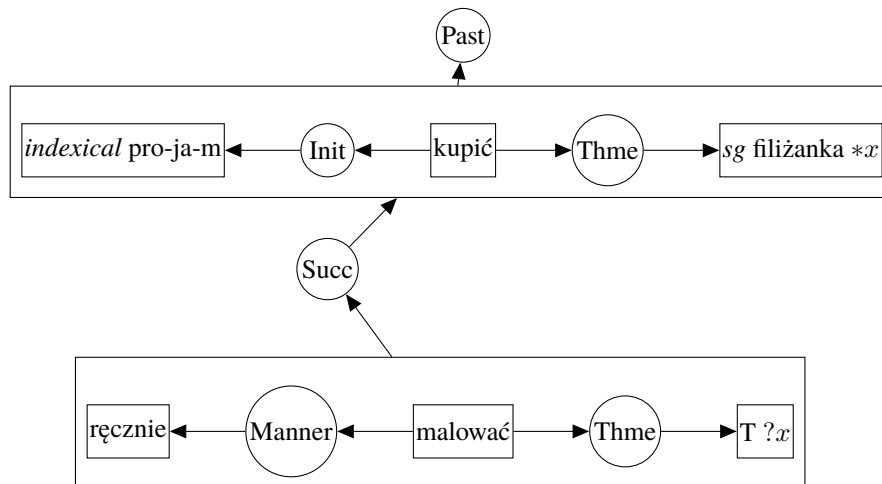 Past
indexical pro-ja-m Init kupić Thme sg filiżanka ∗x
Succ
ręcznie Manner malować Thme T ?x